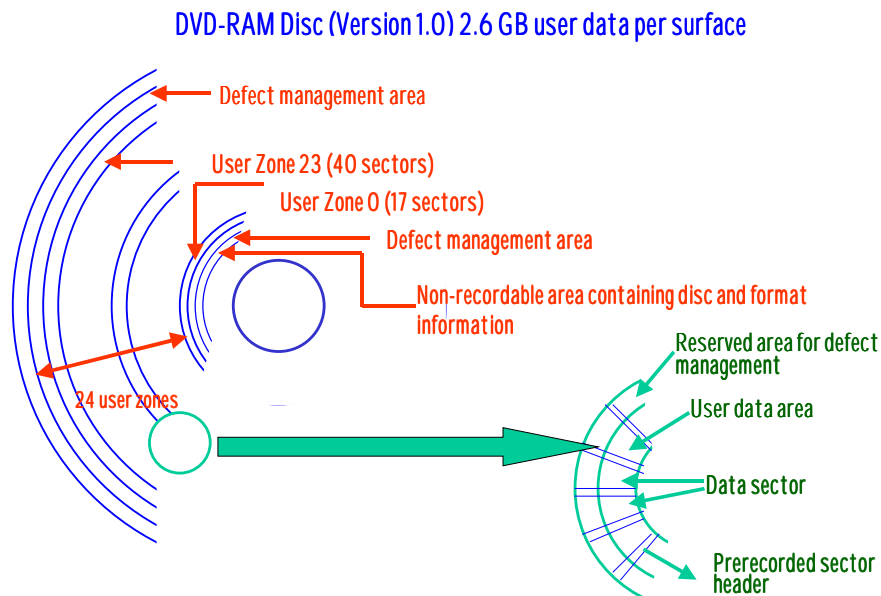 DVD-RAM Disc (Version 1.0) 2.6 GB user data per surface
Defect management area
User Zone 23 (40 sectors)
User Zone 0 (17 sectors)
Defect management area
Non-recordable area containing disc and format
information
24 user zones
Reserved area for defect
management
User data area
Data sector
Prerecorded sector
header